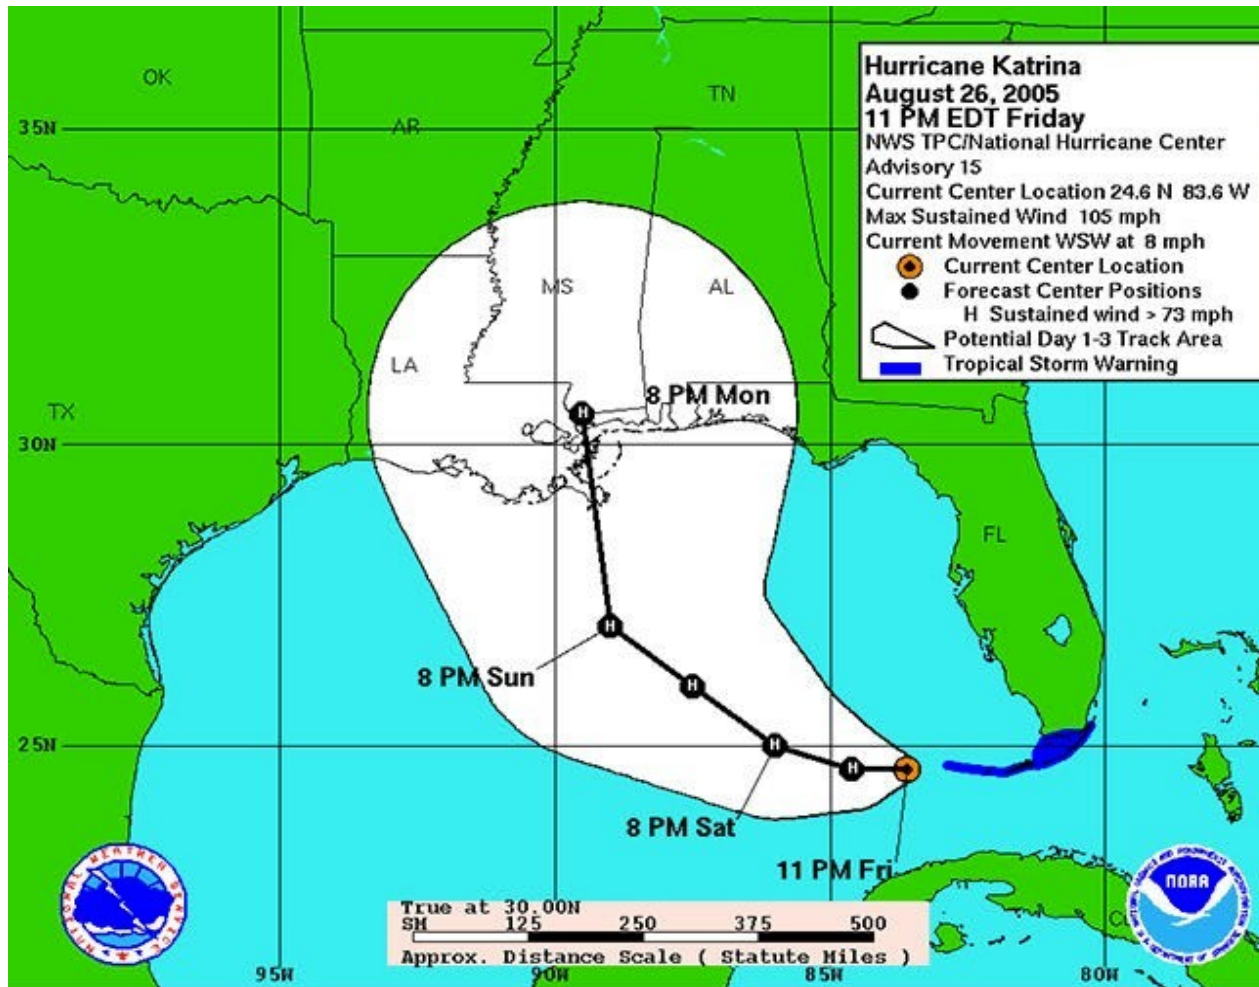 Hurricane Katrina
August 26, 2005
11 PM EDT Friday
NWS TPC/National Hurricane Center
Advisory 15
Current Center Location 24.6 N 83.6 W
Max Sustained Wind 105 mph
Current Movement WSW at 8 mph
Current Center Location
Forecast Center Positions
H Sustained wind > 73 mph
Potential Day 1-3 Track Area
Tropical Storm Warning
OK
TN
AR
35N
MS
AL
LA
8 PM Mon
TX
H
30N
FL
H
8 PM Sun
H
25N
H
H
8 PM Sat
11 PM Fri
NATIONAL WEATHER SERVICE
NOAA
True at 30.00N
SM 125 250 375 500
Approx. Distance Scale ( Statute Miles )
95W 90W 85W 80W